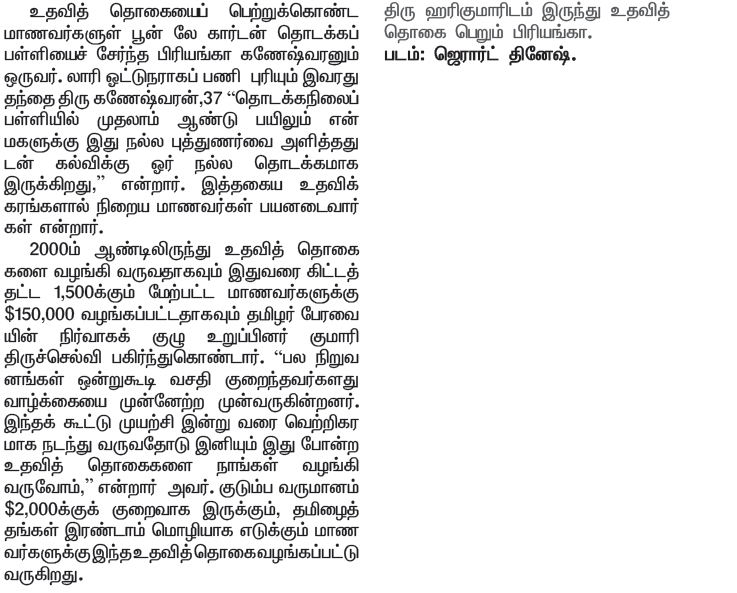 உதவித் தொகையைப் பெற்றுக்கொண்ட
மாணவர்களுள் பூன் லே கார்டன் தொடக்கப்
பள்ளியைச் சேர்ந்த பிரியங்கா கணேஷ்வரனும்
ஒருவர். லாரி ஓட்டுநராகப் பணி புரியும் இவரது
தந்தை திரு கணேஷ்வரன்,37 “தொடக்கநிலைப்
பள்ளியில் முதலாம் ஆண்டு பயிலும் என்
மகளுக்கு இது நல்ல புத்துணர்வை அளித்தது
டன் கல்விக்கு ஓர் நல்ல தொடக்கமாக
இருக்கிறது,” என்றார். இத்தகைய உதவிக்
கரங்களால் நிறைய மாணவர்கள் பயனடைவார்
கள் என்றார்.
2000ம் ஆண்டிலிருந்து உதவித் தொகை
களை வழங்கி வருவதாகவும் இதுவரை கிட்டத்
தட்ட 1,500க்கும் மேற்பட்ட மாணவர்களுக்கு
$150,000 வழங்கப்பட்டதாகவும் தமிழர் பேரவை
யின் நிர்வாகக் குழு உறுப்பினர் குமாரி
திருச்செல்வி பகிர்ந்துகொண்டார். “பல நிறுவ
னங்கள் ஒன்றுகூடி வசதி குறைந்தவர்களது
வாழ்க்கையை முன்னேற்ற முன்வருகின்றனர்.
இந்தக் கூட்டு முயற்சி இன்று வரை வெற்றிகர
மாக நடந்து வருவதோடு இனியும் இது போன்ற
உதவித் தொகைகளை நாங்கள் வழங்கி
வருவோம்,” என்றார் அவர். குடும்ப வருமானம்
$2,000க்குக் குறைவாக இருக்கும், தமிழைத்
தங்கள் இரண்டாம் மொழியாக எடுக்கும் மாண
வர்களுக்கு இந்த உதவித் தொகை வழங்கப்பட்டு
வருகிறது.
திரு ஹரிகுமாரிடம் இருந்து உதவித்
தொகை பெறும் பிரியங்கா.
படம்: ஜெரார்ட் தினேஷ்.